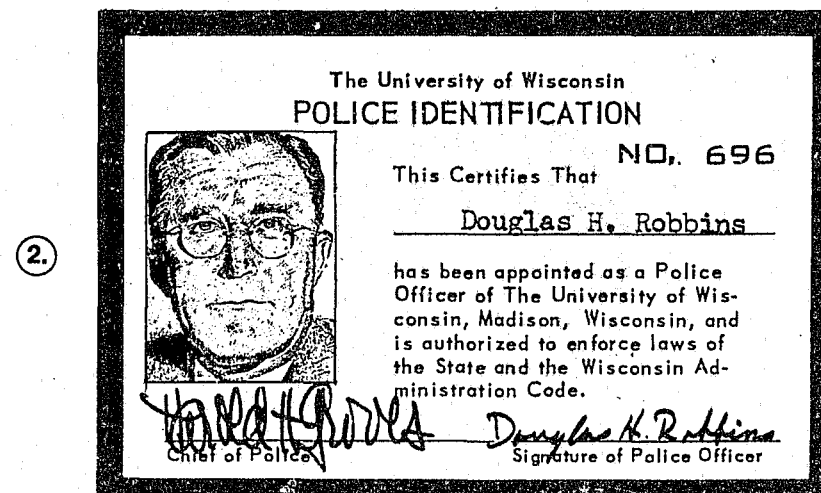 2.
The University of Wisconsin
POLICE IDENTIFICATION
NO. 696
This Certifies That
Douglas H. Robbins
has been appointed as a Police
Officer of The University of Wis-
consin, Madison, Wisconsin, and
is authorized to enforce laws of
the State and the Wisconsin Ad-
ministration Code.
Douglas H. Robbins
Chief of Police
Signature of Police Officer